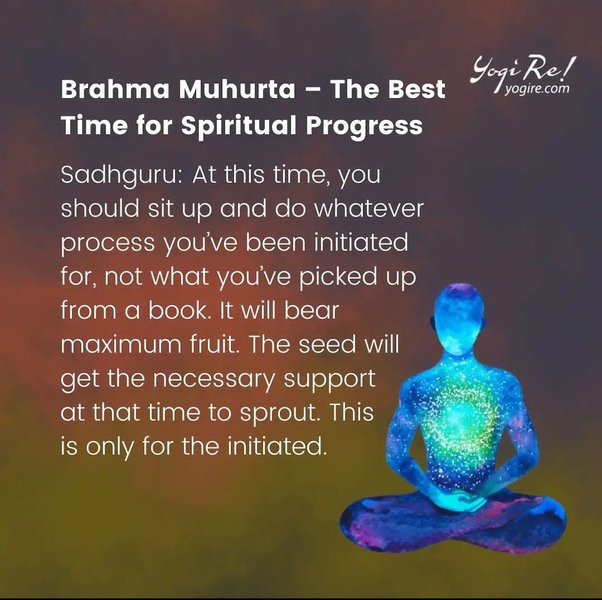 Yogi Re!
yogire.com
Brahma Muhurta – The Best
Time for Spiritual Progress
Sadhguru: At this time, you
should sit up and do whatever
process you've been initiated
for, not what you've picked up
from a book. It will bear
maximum fruit. The seed will
get the necessary support
at that time to sprout. This
is only for the initiated.